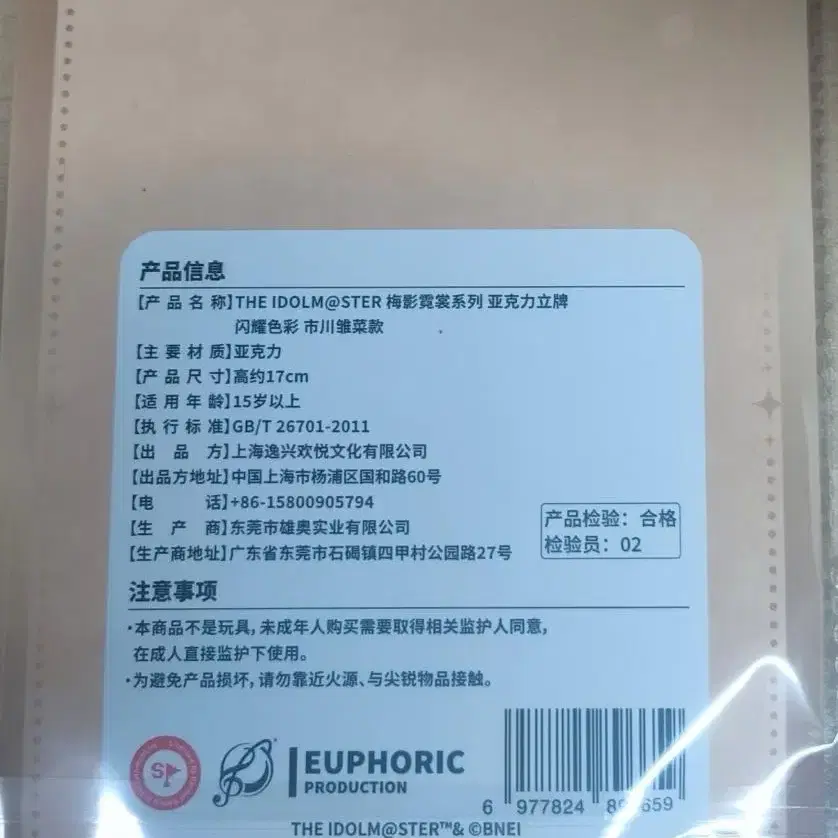 产品信息
【产品名称】THE IDOLM@STER 梅影霓裳系列 亚克力立牌
闪耀色彩 市川雏菜款
【主要材质】亚克力
【产品尺寸】高约17cm
【适用年龄】15岁以上
【执行标准】GB/T 26701-2011
【出品方】上海逸兴欢悦文化有限公司
【出品方地址】中国上海市杨浦区国和路60号
【电话】+86-15800905794
【生产商】东莞市雄奥实业有限公司
【生产商地址】广东省东莞市石碣镇四甲村公园路27号
产品检验：合格
检验员：02
注意事项
·本商品不是玩具，未成年人购买需要取得相关监护人同意，
在成人直接监护下使用。
·为避免产品损坏，请勿靠近火源、与尖锐物品接触。
EUPHORIC
PRODUCTION
6 977824
THE IDOLM@STER™& ©BNEI